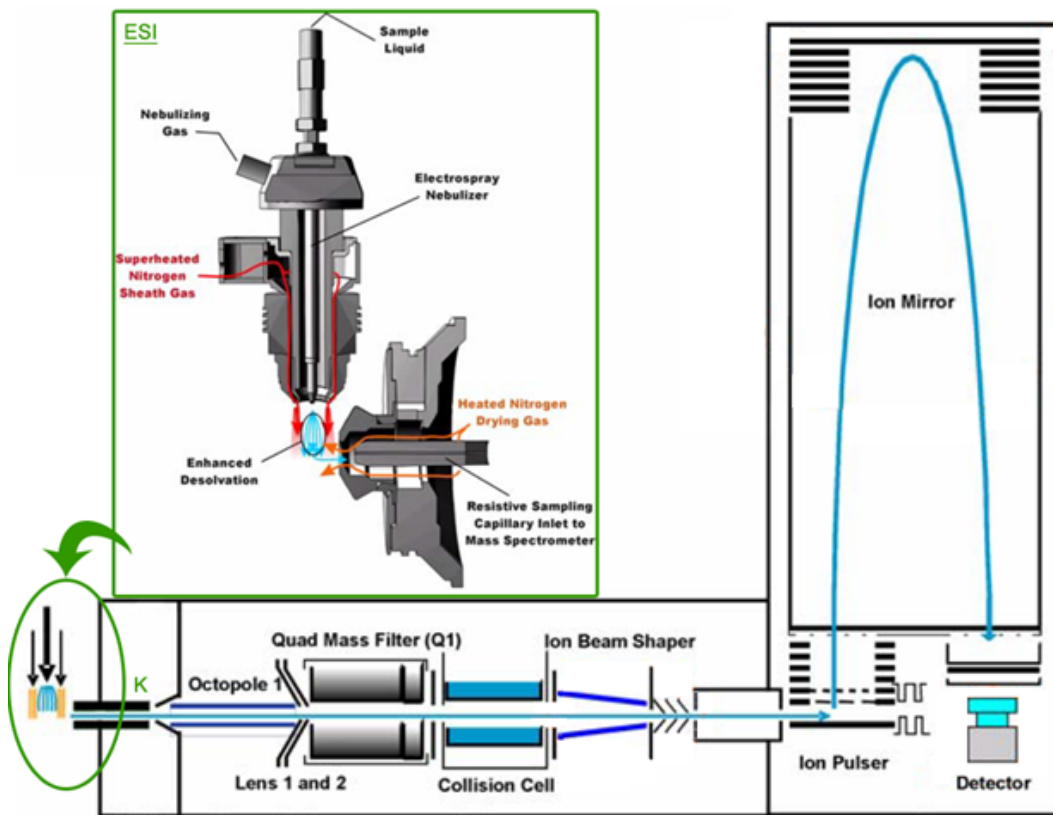 ESI
Sample
Liquid
Nebulizing
Gas
Electrospray
Nebulizer
Superheated
Nitrogen
Sheath Gas
Heated Nitrogen
Drying Gas
Enhanced
Desolvation
Resistive Sampling
Capillary Inlet to
Mass Spectrometer
Ion Mirror
K
Octopole 1
Quad Mass Filter (Q1)
Ion Beam Shaper
Lens 1 and 2
Collision Cell
Ion Pulser
Detector